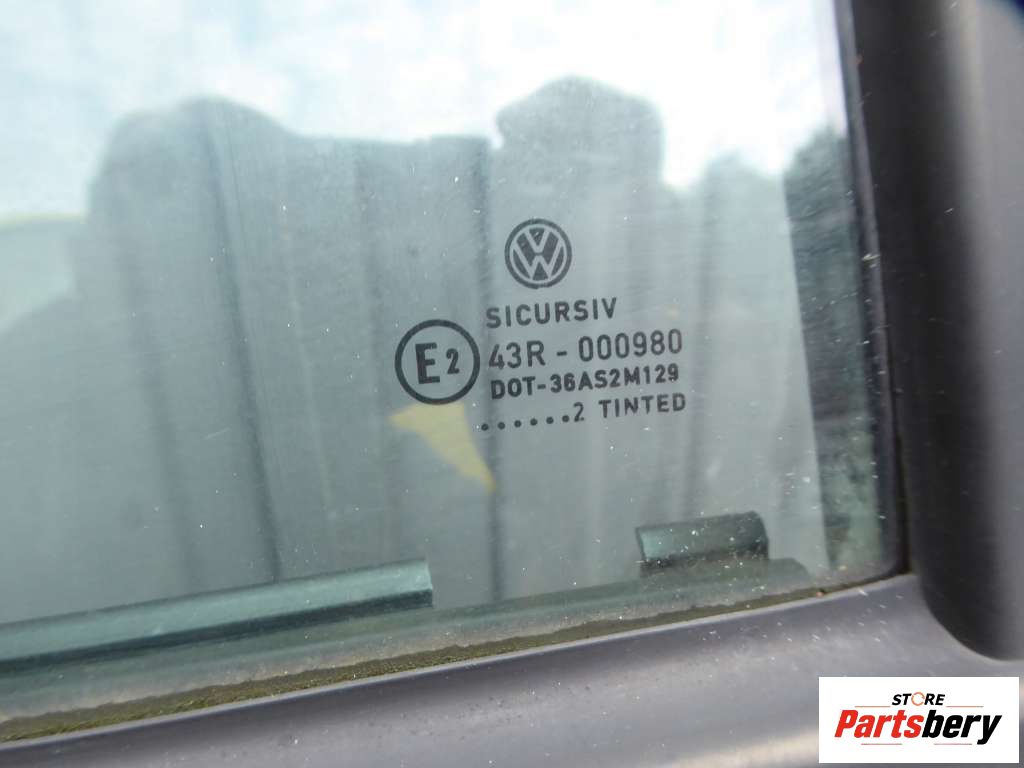 SICURSIV
E2 43R - 000980
DOT-36AS2M129
......2 TINTED
STORE
Partsbery